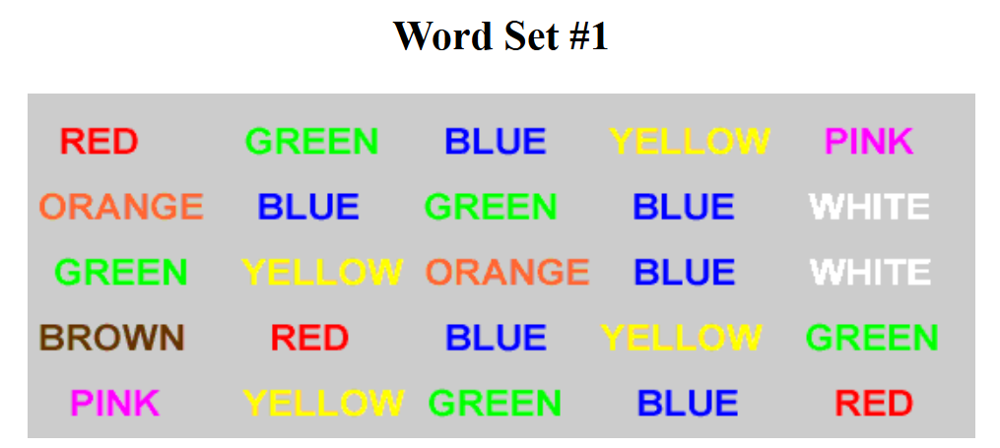 Word Set #1
RED GREEN BLUE YELLOW PINK
ORANGE BLUE GREEN BLUE WHITE
GREEN YELLOW ORANGE BLUE WHITE
BROWN RED BLUE YELLOW GREEN
PINK YELLOW GREEN BLUE RED